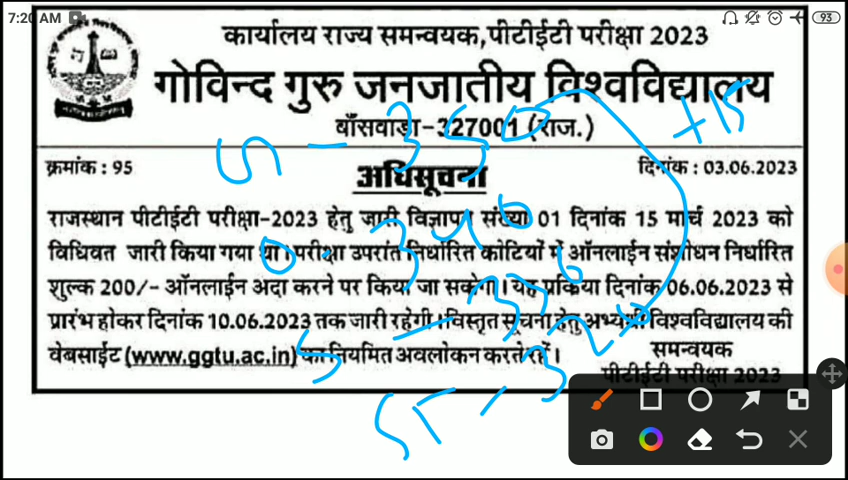 7:20 AM
93
कार्यालय राज्य समन्वयक, पीटीईटी परीक्षा 2023
गोविन्द गुरु जनजातीय विश्वविद्यालय
बाँसवाड़ा-327001 (राज.)
+15
S - 350
क्रमांक : 95
दिनांक : 03.06.2023
अधिसूचना
राजस्थान पीटीईटी परीक्षा-2023 हेतु जारी विज्ञापन संख्या 01 दिनांक 15 मार्च 2023 को
0 - 340
विधिवत जारी किया गया था। परीक्षा उपरांत निर्धारित कोटियों में ऑनलाईन संशोधन निर्धारित
शुल्क 200/- ऑनलाईन अदा करने पर किया जा सकेगा। यह प्रकिया दिनांक 06.06.2023 से
प्रारंभ होकर दिनांक 10.06.2023 तक जारी रहेगी। विस्तृत सूचना हेतु अभ्यर्थी विश्वविद्यालय की
वेबसाईट (www.ggtu.ac.in) का नियमित अवलोकन करते रहें।
समन्वयक
पीटीईटी परीक्षा 2023